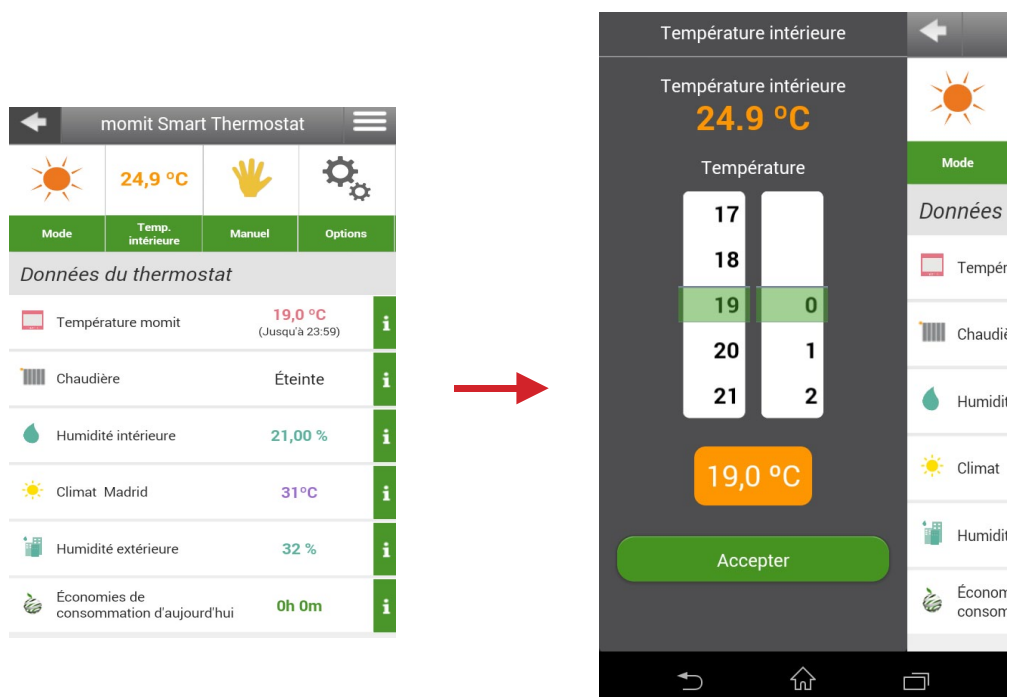 momit Smart Thermostat
24,9 ºC
Mode
Temp.
intérieure
Manuel
Options
Données du thermostat
Température momit
19,0 ºC
(Jusqu'à 23:59)
i
Chaudière
Éteinte
i
Humidité intérieure
21,00 %
i
Climat Madrid
31ºC
i
Humidité extérieure
32 %
i
Économies de
consommation d'aujourd'hui
0h 0m
i
Température intérieure
Température intérieure
24.9 ºC
Température
17
18
19 0
20 1
21 2
19,0 ºC
Accepter
Mode
Données
Tempér
Chaudiè
Humidit
Climat
Humidit
Économ
consom